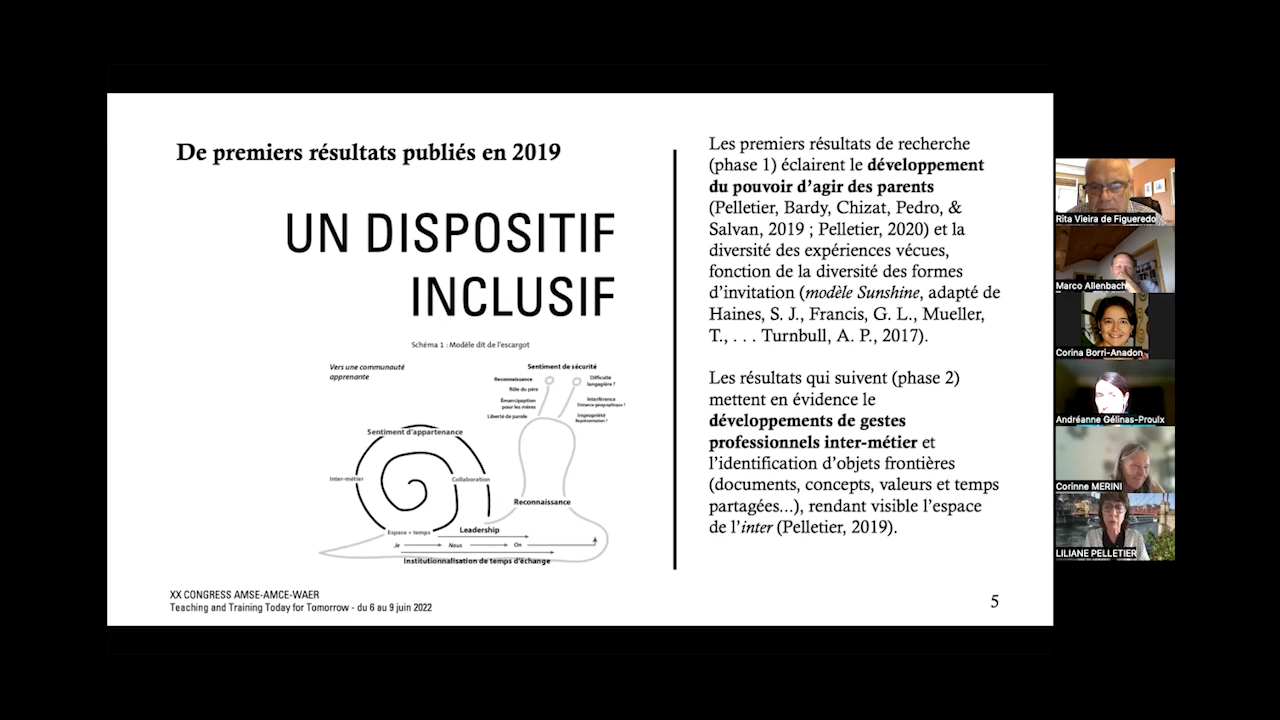 De premiers résultats publiés en 2019
UN DISPOSITIF
INCLUSIF
Schéma 1 : Modèle dit de l'escargot
Vers une communauté
apprenante
Sentiment de sécurité
Reconnaissance
Rôle du père
Émancipation
pour les mères
Liberté de parole
Difficulté
langagière ?
Interférence
Distance géographique ?
Impropriété
Représentation ?
Sentiment d'appartenance
Inter-métier
Collaboration
Reconnaissance
Espace + temps
Leadership
Je
Nous
On
Institutionnalisation de temps d'échange
Les premiers résultats de recherche
(phase 1) éclairent le développement
du pouvoir d'agir des parents
(Pelletier, Bardy, Chizat, Pedro, &
Salvan, 2019 ; Pelletier, 2020) et la
diversité des expériences vécues,
fonction de la diversité des formes
d'invitation (modèle Sunshine, adapté de
Haines, S. J., Francis, G. L., Mueller,
T., . . . Turnbull, A. P., 2017).
Les résultats qui suivent (phase 2)
mettent en évidence le
développements de gestes
professionnels inter-métier et
l'identification d'objets frontières
(documents, concepts, valeurs et temps
partagées...), rendant visible l'espace
de l'inter (Pelletier, 2019).
XX CONGRESS AMSE-AMCE-WAER
Teaching and Training Today for Tomorrow - du 6 au 9 juin 2022
5
Rita Vieira de Figueredo
Marco Allenbach
Corina Borri-Anadon
Andréanne Gélinas-Proulx
Corinne MERINI
LILIANE PELLETIER